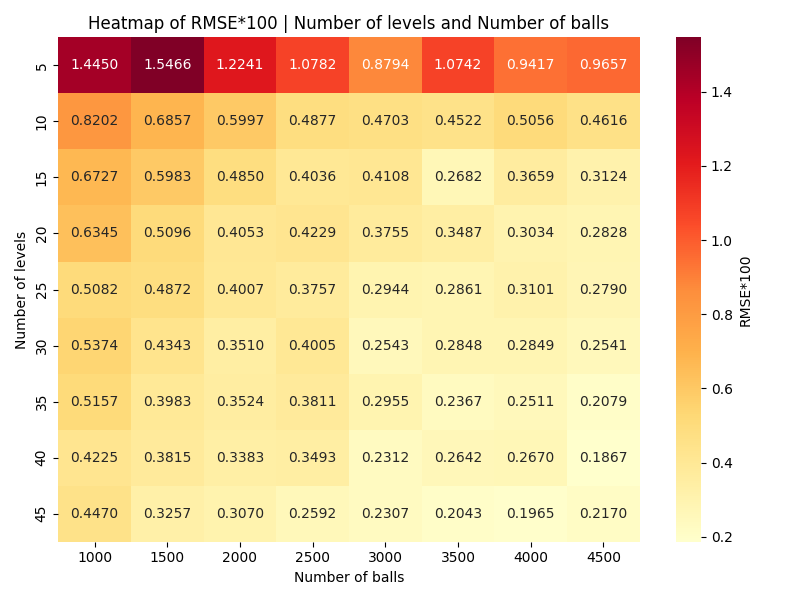 Heatmap of RMSE*100 | Number of levels and Number of balls
Number of levels
5 1.4450 1.5466 1.2241 1.0782 0.8794 1.0742 0.9417 0.9657
10 0.8202 0.6857 0.5997 0.4877 0.4703 0.4522 0.5056 0.4616
15 0.6727 0.5983 0.4850 0.4036 0.4108 0.2682 0.3659 0.3124
20 0.6345 0.5096 0.4053 0.4229 0.3755 0.3487 0.3034 0.2828
25 0.5082 0.4872 0.4007 0.3757 0.2944 0.2861 0.3101 0.2790
30 0.5374 0.4343 0.3510 0.4005 0.2543 0.2848 0.2849 0.2541
35 0.5157 0.3983 0.3524 0.3811 0.2955 0.2367 0.2511 0.2079
40 0.4225 0.3815 0.3383 0.3493 0.2312 0.2642 0.2670 0.1867
45 0.4470 0.3257 0.3070 0.2592 0.2307 0.2043 0.1965 0.2170
1000 1500 2000 2500 3000 3500 4000 4500
Number of balls
1.4
1.2
1.0
0.8
0.6
0.4
0.2
RMSE*100